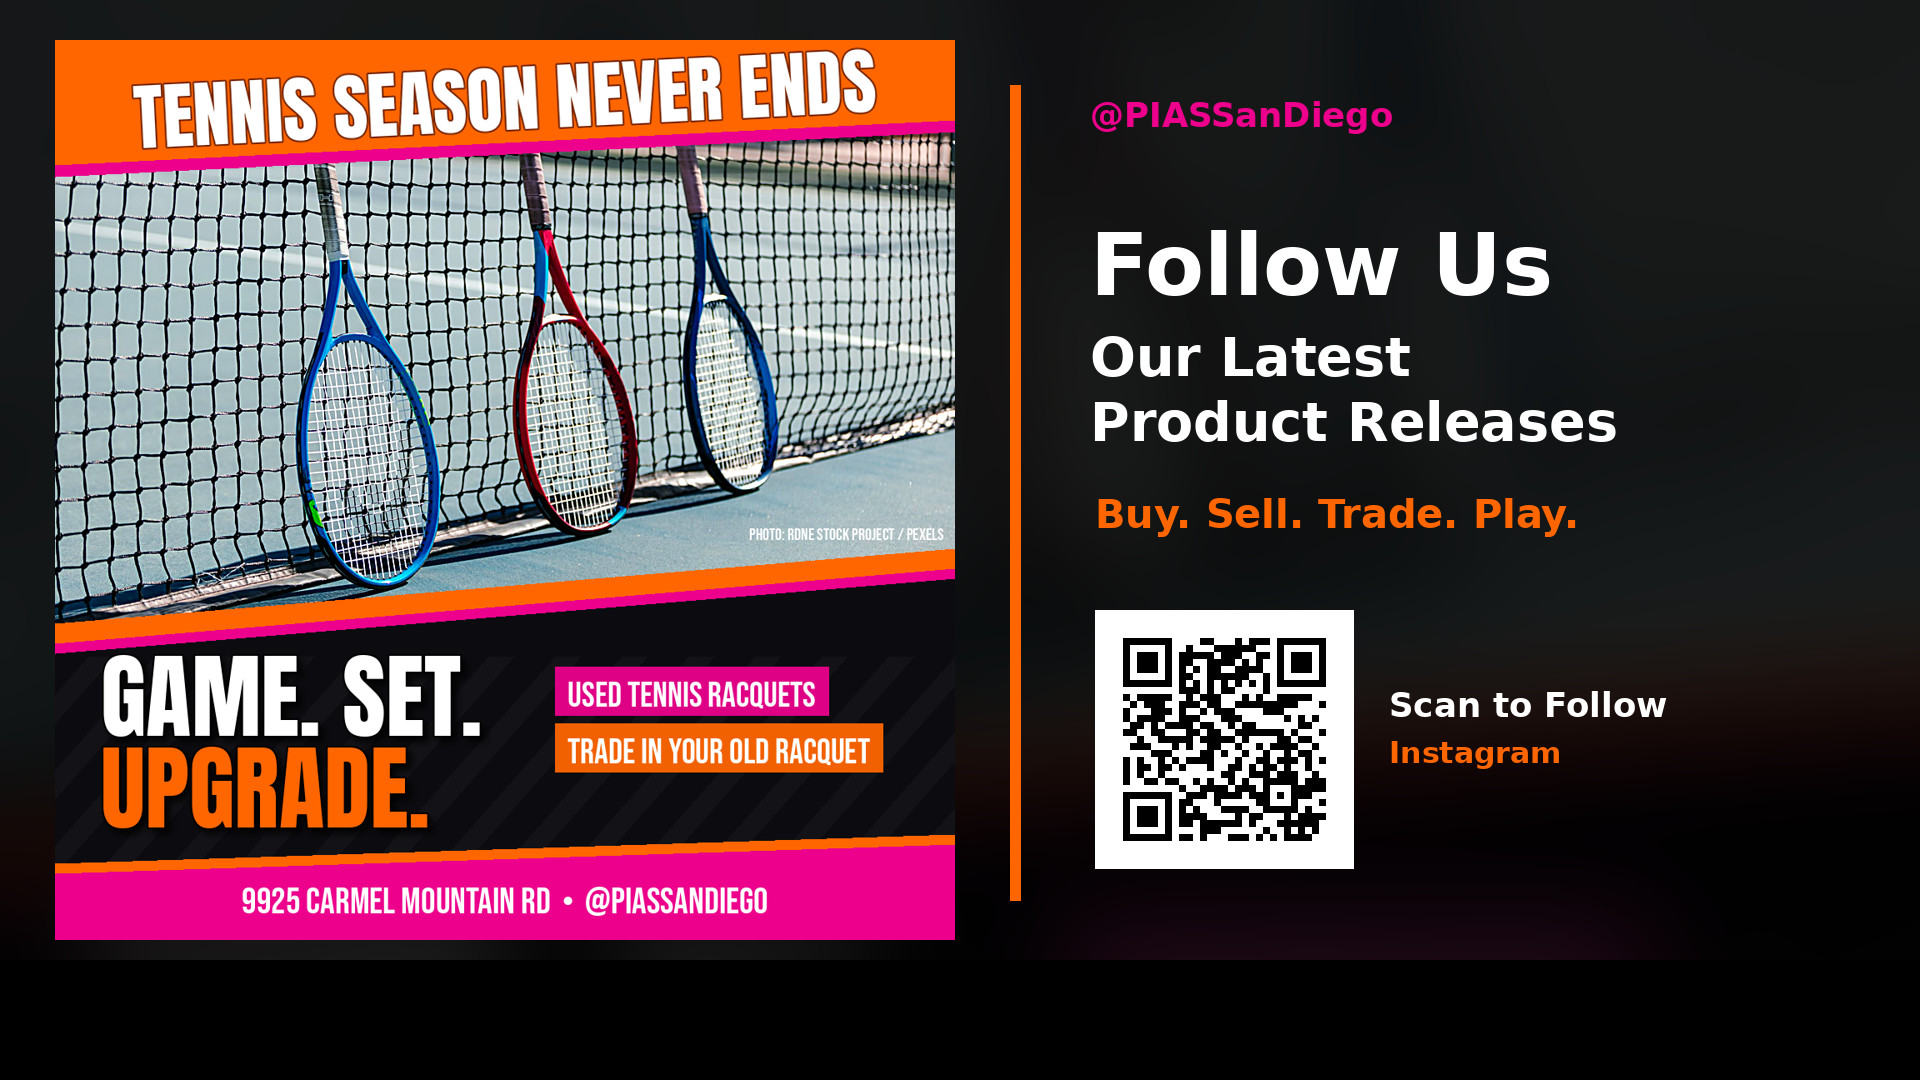 TENNIS SEASON NEVER ENDS
PHOTO: RDNE STOCK PROJECT / PEXELS
GAME. SET.
UPGRADE.
USED TENNIS RACQUETS
TRADE IN YOUR OLD RACQUET
9925 CARMEL MOUNTAIN RD • @PIASSANDIEGO
@PIASSanDiego
Follow Us
Our Latest
Product Releases
Buy. Sell. Trade. Play.
Scan to Follow
Instagram